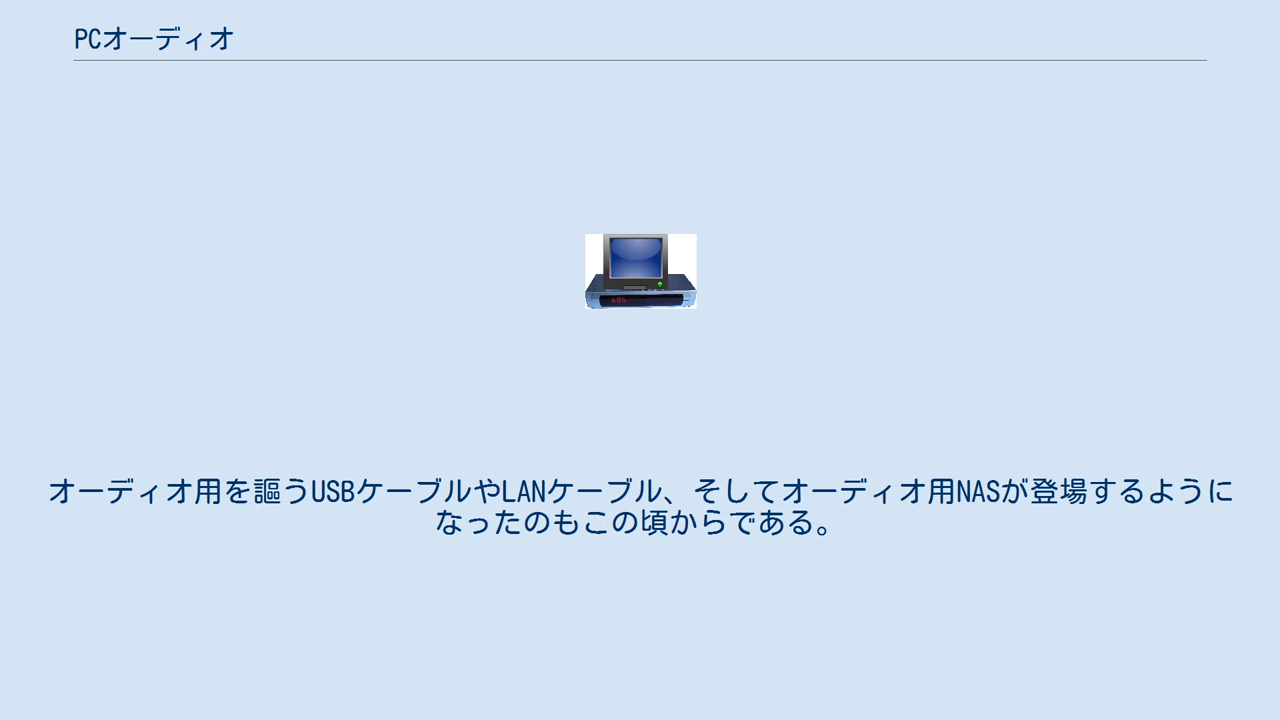 PCオーディオ
オーディオ用を謳うUSBケーブルやLANケーブル、そしてオーディオ用NASが登場するように
なったのもこの頃からである。